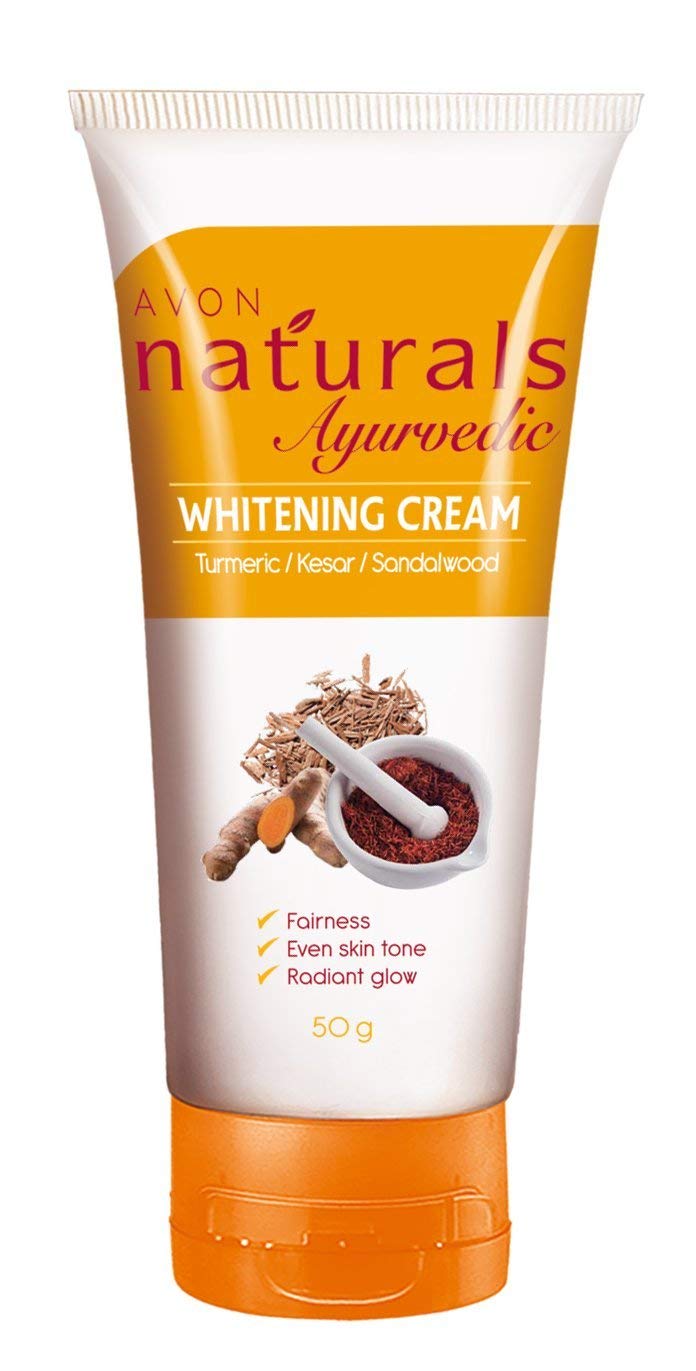 AVON
naturals
Ayurvedic
WHITENING CREAM
Turmeric / Kesar / Sandalwood
Fairness
Even skin tone
Radiant glow
50 g